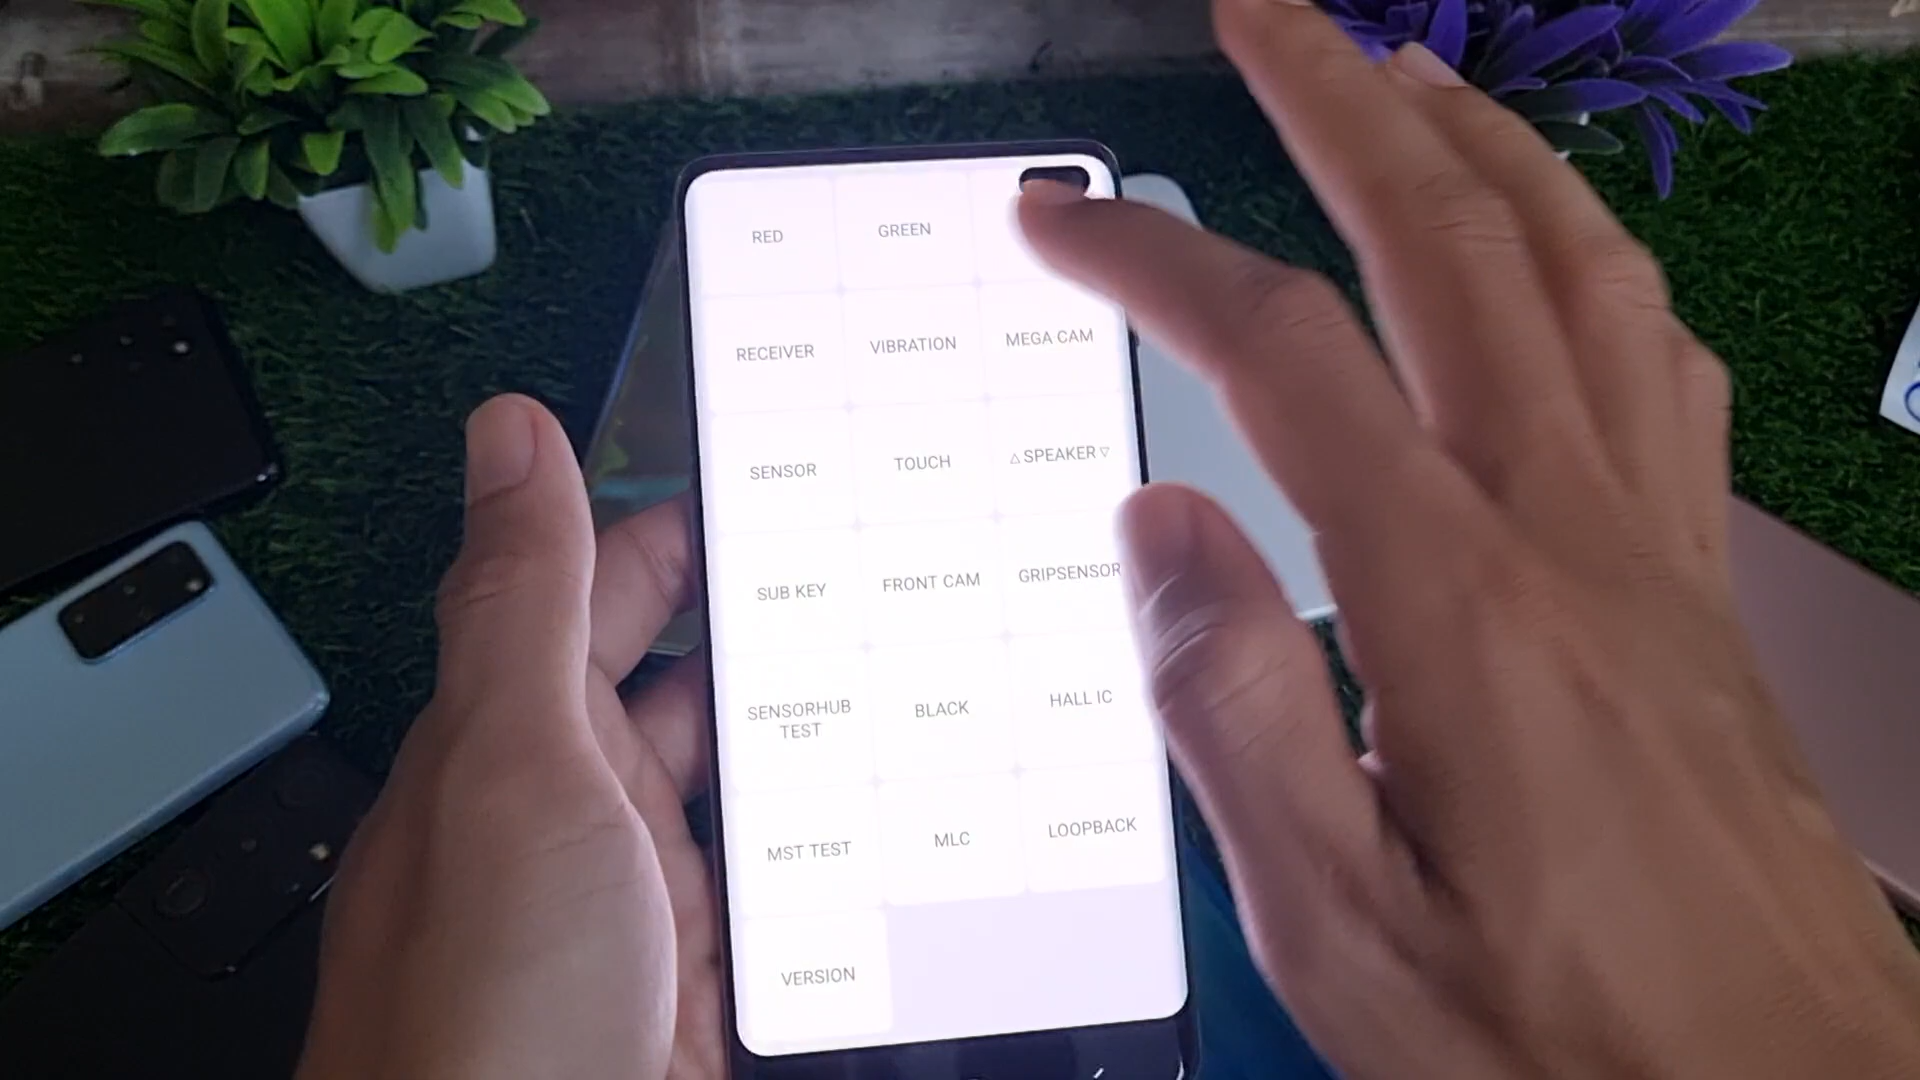 RED
GREEN
RECEIVER
VIBRATION
MEGA CAM
SENSOR
TOUCH
△ SPEAKER ▽
SUB KEY
FRONT CAM
GRIPSENSOR
SENSORHUB
TEST
BLACK
HALL IC
MST TEST
MLC
LOOPBACK
VERSION